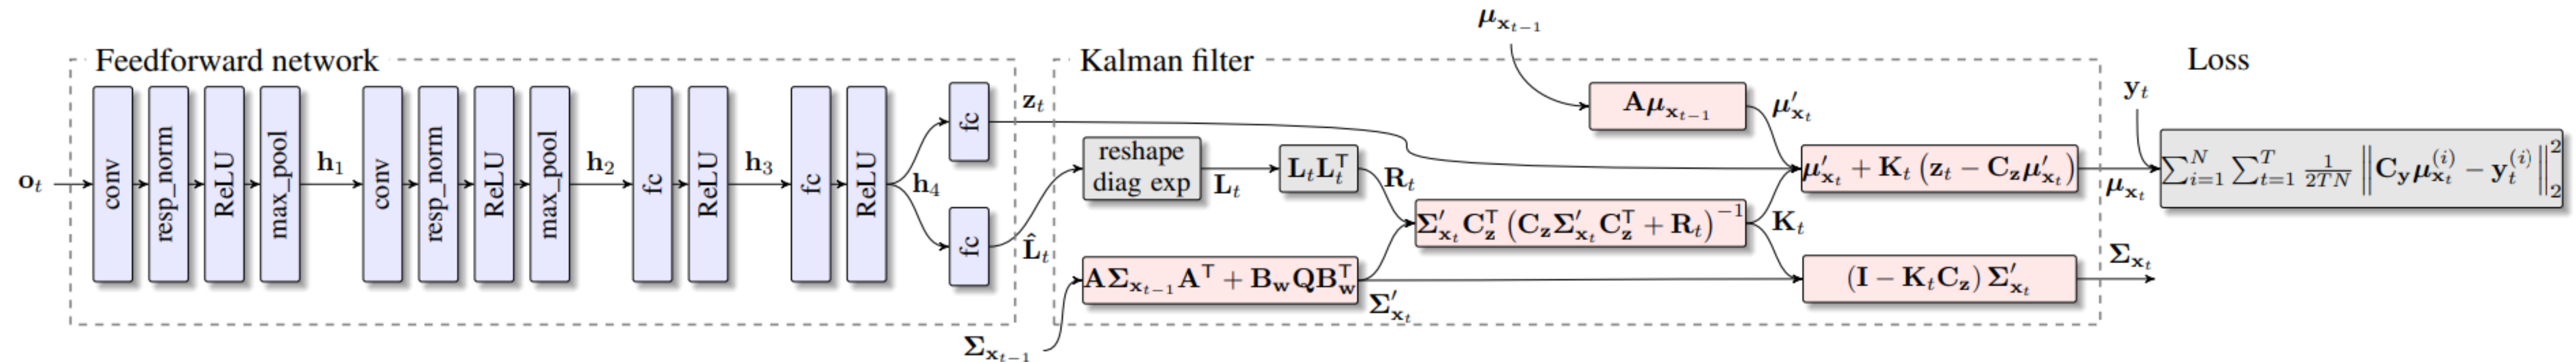 Feedforward network
o_t
conv
resp_norm
ReLU
max_pool
h_1
conv
resp_norm
ReLU
max_pool
h_2
fc
ReLU
h_3
fc
ReLU
h_4
fc
z_t
fc
L̂_t
Kalman filter
μ_{x_{t−1}}
Aμ_{x_{t−1}}
μ′_{x_t}
reshape
diag exp
L_t
L_t L_t^T
R_t
Σ_{x_{t−1}}
AΣ_{x_{t−1}}A^T + B_w Q B_w^T
Σ′_{x_t}
Σ′_{x_t} C_z^T (C_z Σ′_{x_t} C_z^T + R_t)^{−1}
K_t
μ′_{x_t} + K_t (z_t − C_z μ′_{x_t})
μ_{x_t}
(I − K_t C_z) Σ′_{x_t}
Σ_{x_t}
Loss
y_t
∑_{i=1}^{N} ∑_{t=1}^{T} \frac{1}{2TN} ‖C_y μ_{x_t}^{(i)} − y_t^{(i)}‖_2^2